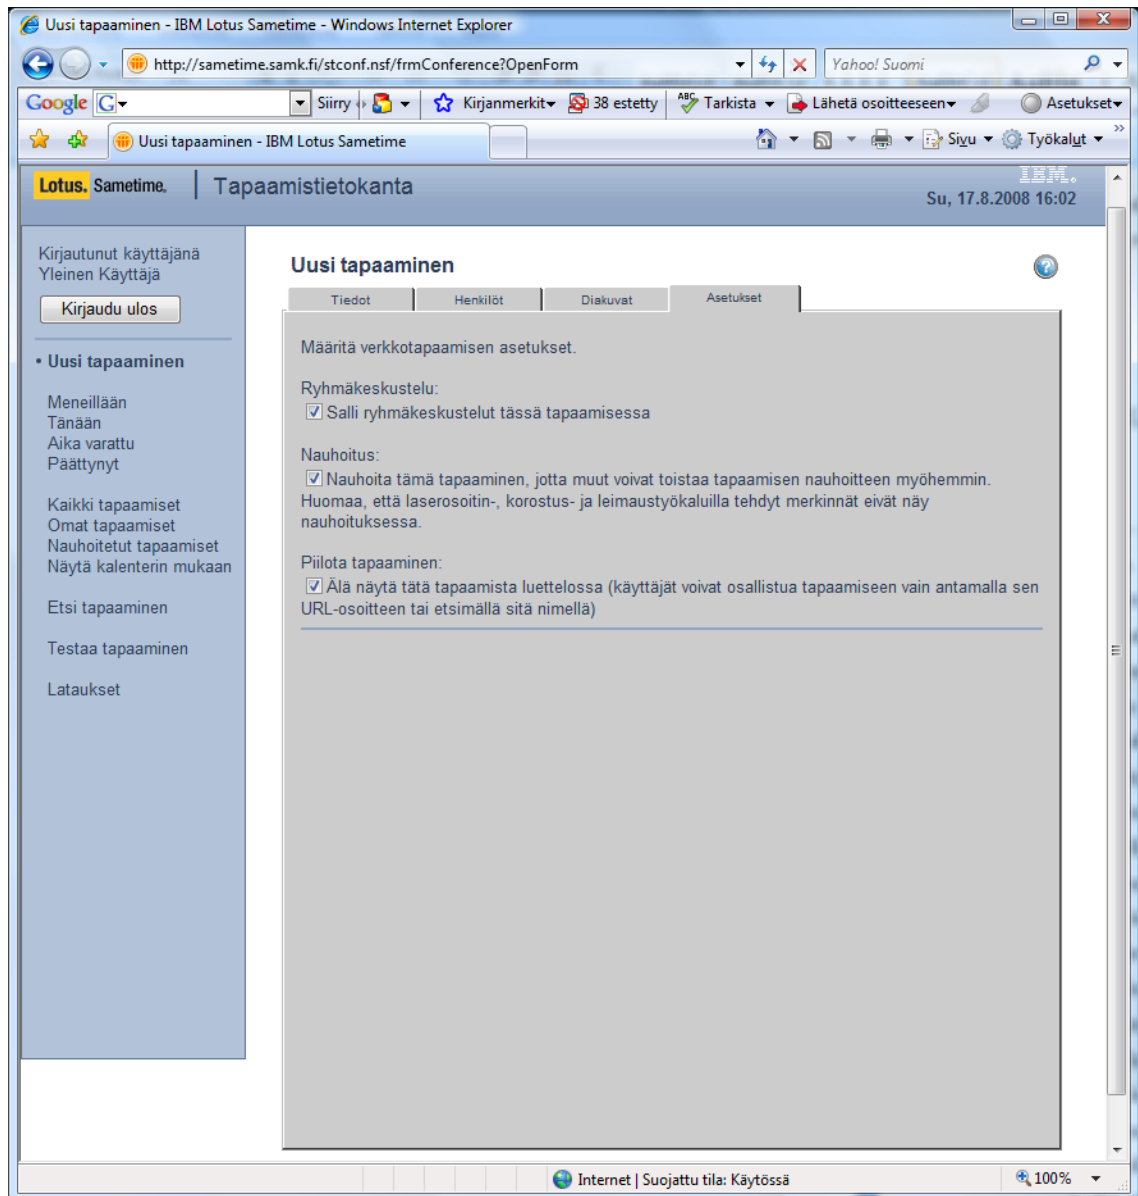 Uusi tapaaminen - IBM Lotus Sametime - Windows Internet Explorer
http://sametime.samk.fi/stconf.nsf/frmConference?OpenForm
Yahoo! Suomi
Google G Siirry Kirjanmerkit 38 estetty ABC Tarkista Lähetä osoitteeseen Asetukset
Uusi tapaaminen - IBM Lotus Sametime
Sivu Työkalut »
Lotus. Sametime. | Tapaamistietokanta
IBM.
Su, 17.8.2008 16:02
Kirjautunut käyttäjänä
Yleinen Käyttäjä
Kirjaudu ulos
• Uusi tapaaminen
Meneillään
Tänään
Aika varattu
Päättynyt
Kaikki tapaamiset
Omat tapaamiset
Nauhoitetut tapaamiset
Näytä kalenterin mukaan
Etsi tapaaminen
Testaa tapaaminen
Lataukset
Uusi tapaaminen
?
Tiedot Henkilöt Diakuvat Asetukset
Määritä verkkotapaamisen asetukset.
Ryhmäkeskustelu:
Salli ryhmäkeskustelut tässä tapaamisessa
Nauhoitus:
Nauhoita tämä tapaaminen, jotta muut voivat toistaa tapaamisen nauhoitteen myöhemmin.
Huomaa, että laserosoitin-, korostus- ja leimaustyökaluilla tehdyt merkinnät eivät näy
nauhoituksessa.
Piilota tapaaminen:
Älä näytä tätä tapaamista luettelossa (käyttäjät voivat osallistua tapaamiseen vain antamalla sen
URL-osoitteen tai etsimällä sitä nimellä)
Internet | Suojattu tila: Käytössä
100%